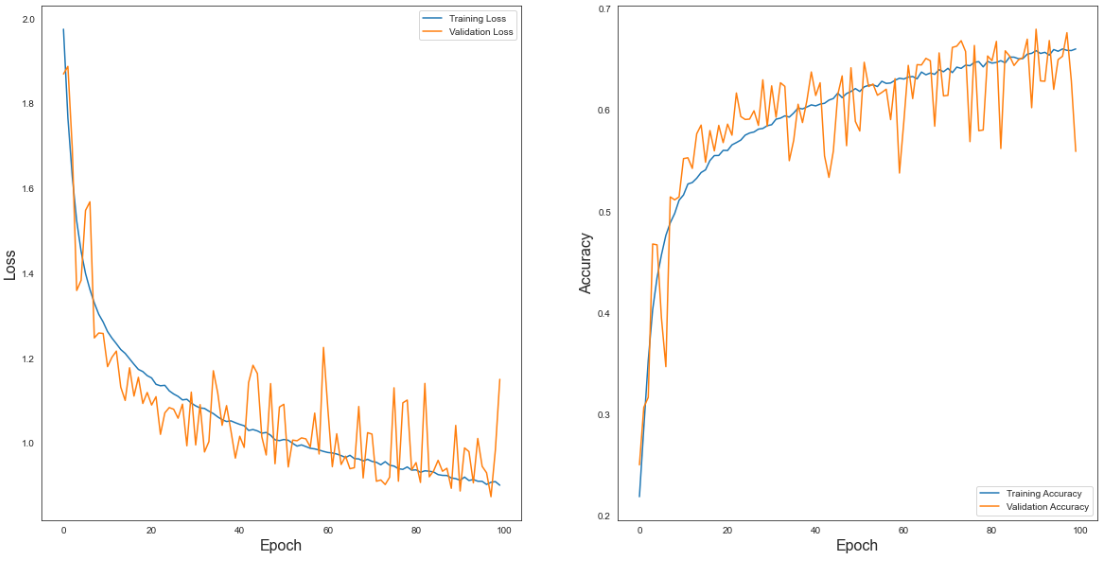 Training Loss
Validation Loss
2.0
1.8
1.6
1.4
1.2
1.0
Loss
0 20 40 60 80 100
Epoch
0.7
0.6
0.5
0.4
0.3
0.2
Accuracy
Training Accuracy
Validation Accuracy
0 20 40 60 80 100
Epoch